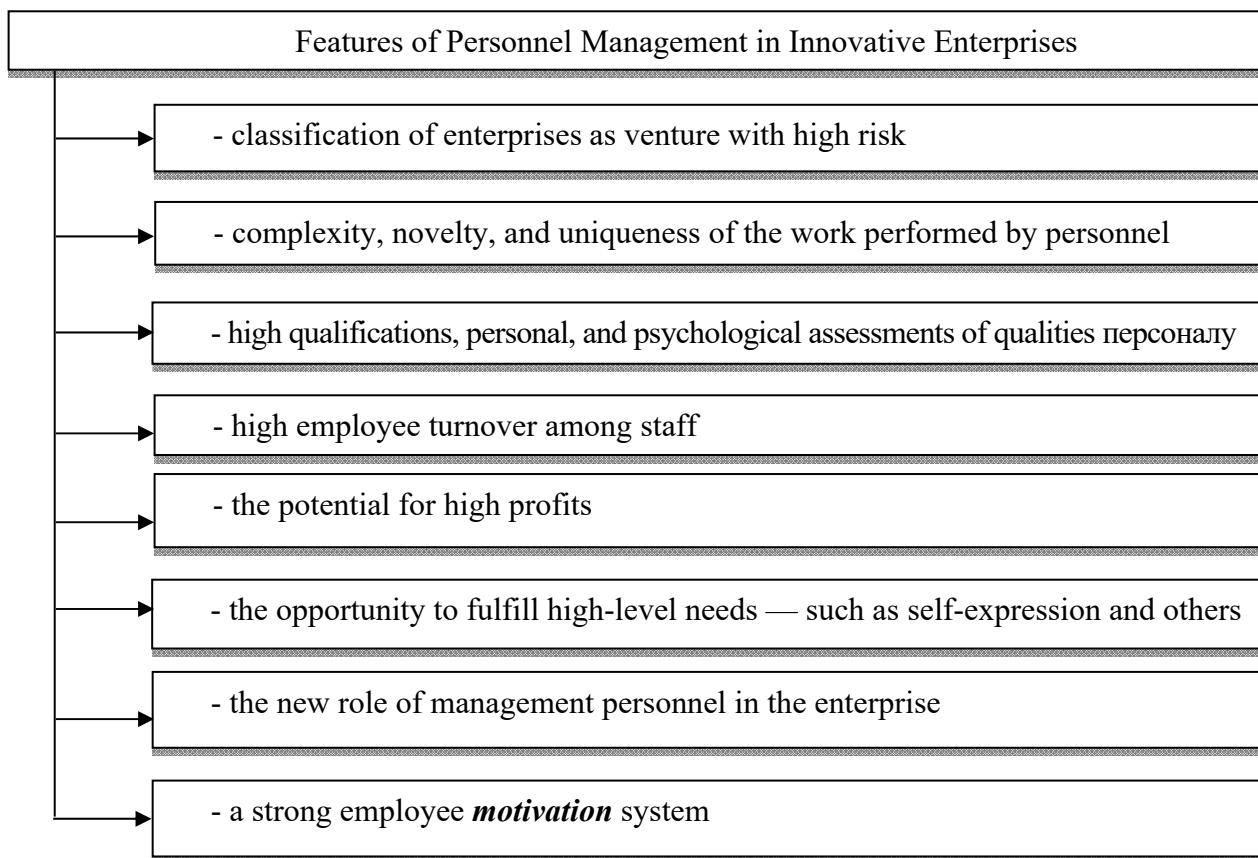 Features of Personnel Management in Innovative Enterprises
- classification of enterprises as venture with high risk
- complexity, novelty, and uniqueness of the work performed by personnel
- high qualifications, personal, and psychological assessments of qualities персоналу
- high employee turnover among staff
- the potential for high profits
- the opportunity to fulfill high-level needs — such as self-expression and others
- the new role of management personnel in the enterprise
- a strong employee motivation system